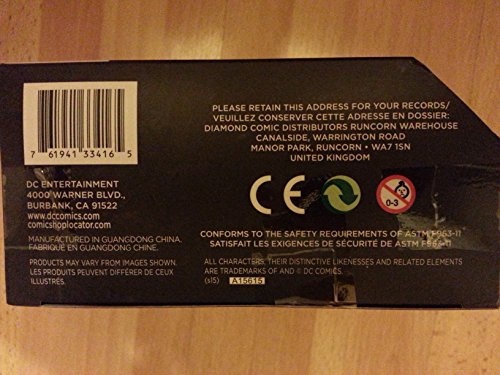 7 61941 33416 5
DC ENTERTAINMENT
4000 WARNER BLVD.,
BURBANK, CA 91522
www.dccomics.com
comicshoplocator.com
MANUFACTURED IN GUANGDONG CHINA.
FABRIQUÉ EN GUANGDONG CHINE.
PRODUCTS MAY VARY FROM IMAGES SHOWN.
LES PRODUITS PEUVENT DIFFÉRER DE CEUX
ILLUSTRÉS.
PLEASE RETAIN THIS ADDRESS FOR YOUR RECORDS/
VEUILLEZ CONSERVER CETTE ADRESSE EN DOSSIER:
DIAMOND COMIC DISTRIBUTORS RUNCORN WAREHOUSE
CANALSIDE, WARRINGTON ROAD
MANOR PARK, RUNCORN • WA7 1SN
UNITED KINGDOM
CE
0-3
CONFORMS TO THE SAFETY REQUIREMENTS OF ASTM F963-11
SATISFAIT LES EXIGENCES DE SÉCURITÉ DE ASTM F963-11
ALL CHARACTERS, THEIR DISTINCTIVE LIKENESSES AND RELATED ELEMENTS
ARE TRADEMARKS OF AND © DC COMICS.
(s15) A15615